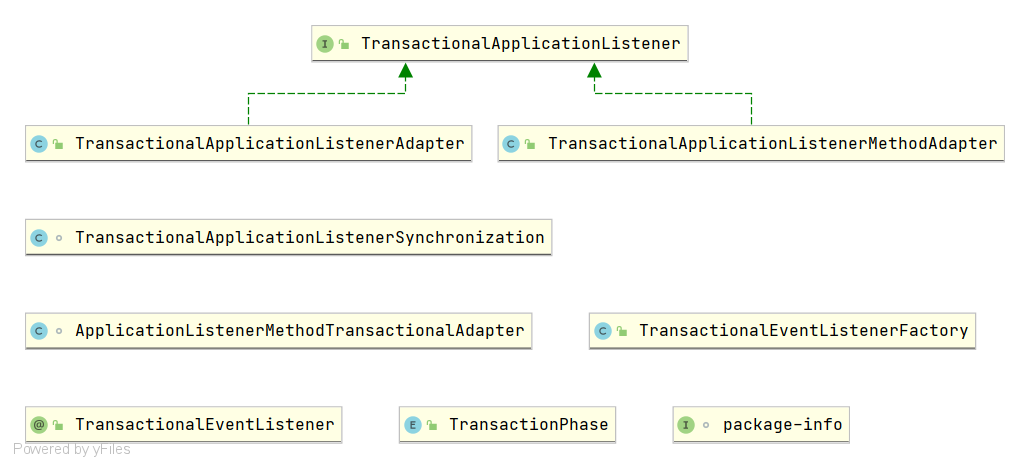 I TransactionalApplicationListener
C TransactionalApplicationListenerAdapter
C TransactionalApplicationListenerMethodAdapter
C TransactionalApplicationListenerSynchronization
C ApplicationListenerMethodTransactionalAdapter
C TransactionalEventListenerFactory
@ TransactionalEventListener
E TransactionPhase
I package-info
Powered by yFiles